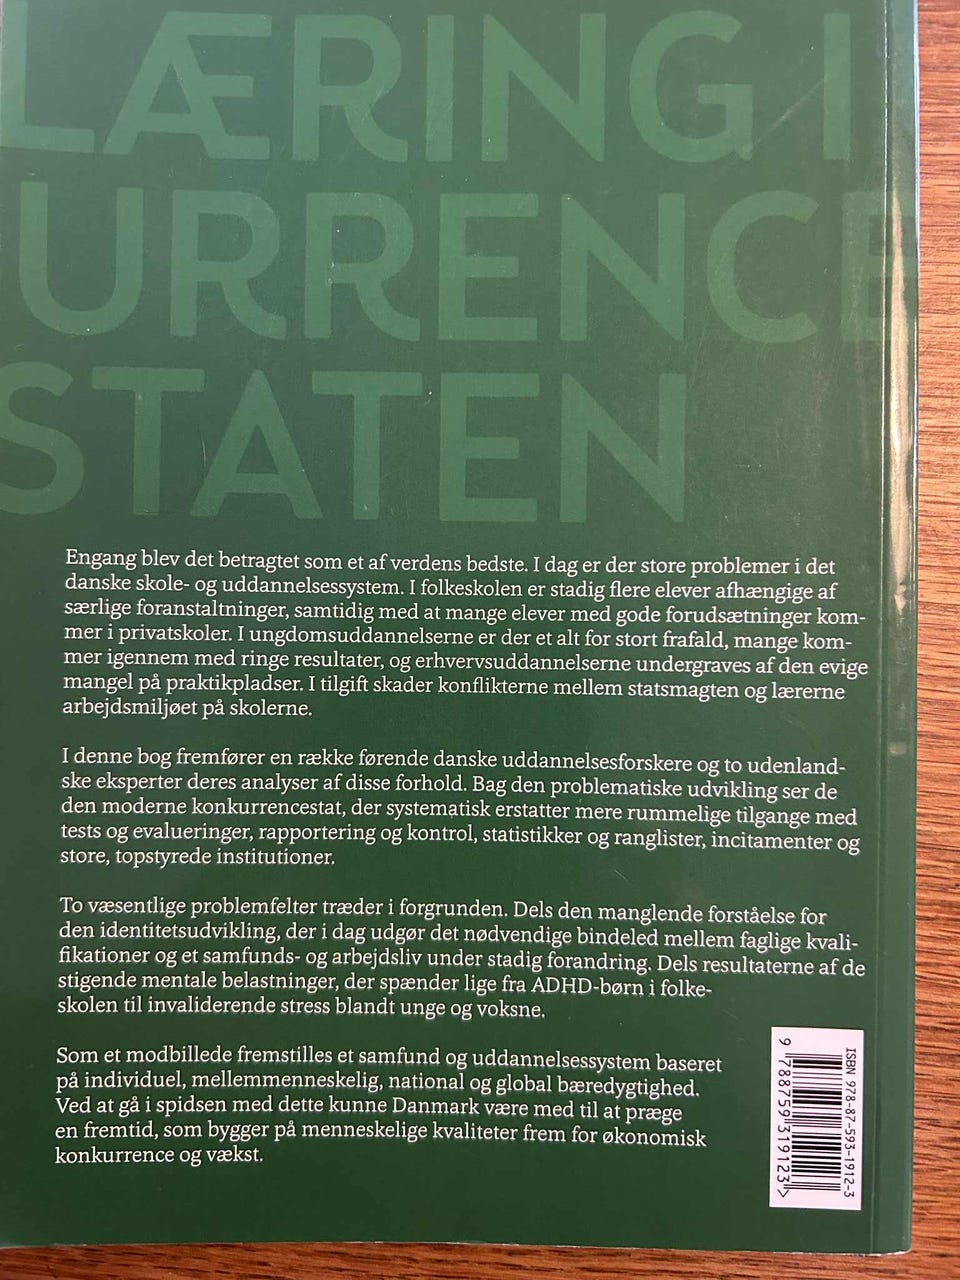 LÆRING I
URRENCE
STATEN
Engang blev det betragtet som et af verdens bedste. I dag er der store problemer i det
danske skole- og uddannelsessystem. I folkeskolen er stadig flere elever afhængige af
særlige foranstaltninger, samtidig med at mange elever med gode forudsætninger kom-
mer i privatskoler. I ungdomsuddannelserne er der et alt for stort frafald, mange kom-
mer igennem med ringe resultater, og erhvervsuddannelserne undergraves af den evige
mangel på praktikpladser. I tilgift skader konflikterne mellem statsmagten og lærerne
arbejdsmiljøet på skolerne.
I denne bog fremfører en række førende danske uddannelsesforskere og to udenland-
ske eksperter deres analyser af disse forhold. Bag den problematiske udvikling ser de
den moderne konkurrencestat, der systematisk erstatter mere rummelige tilgange med
tests og evalueringer, rapportering og kontrol, statistikker og ranglister, incitamenter og
store, topstyrede institutioner.
To væsentlige problemfelter træder i forgrunden. Dels den manglende forståelse for
den identitetsudvikling, der i dag udgør det nødvendige bindeled mellem faglige kvali-
fikationer og et samfunds- og arbejdsliv under stadig forandring. Dels resultaterne af de
stigende mentale belastninger, der spænder lige fra ADHD-børn i folke-
skolen til invaliderende stress blandt unge og voksne.
Som et modbillede fremstilles et samfund og uddannelsessystem baseret
på individuel, mellemmenneskelig, national og global bæredygtighed.
Ved at gå i spidsen med dette kunne Danmark være med til at præge
en fremtid, som bygger på menneskelige kvaliteter frem for økonomisk
konkurrence og vækst.
ISBN 978-87-593-1912-3
9 788759 319123 >